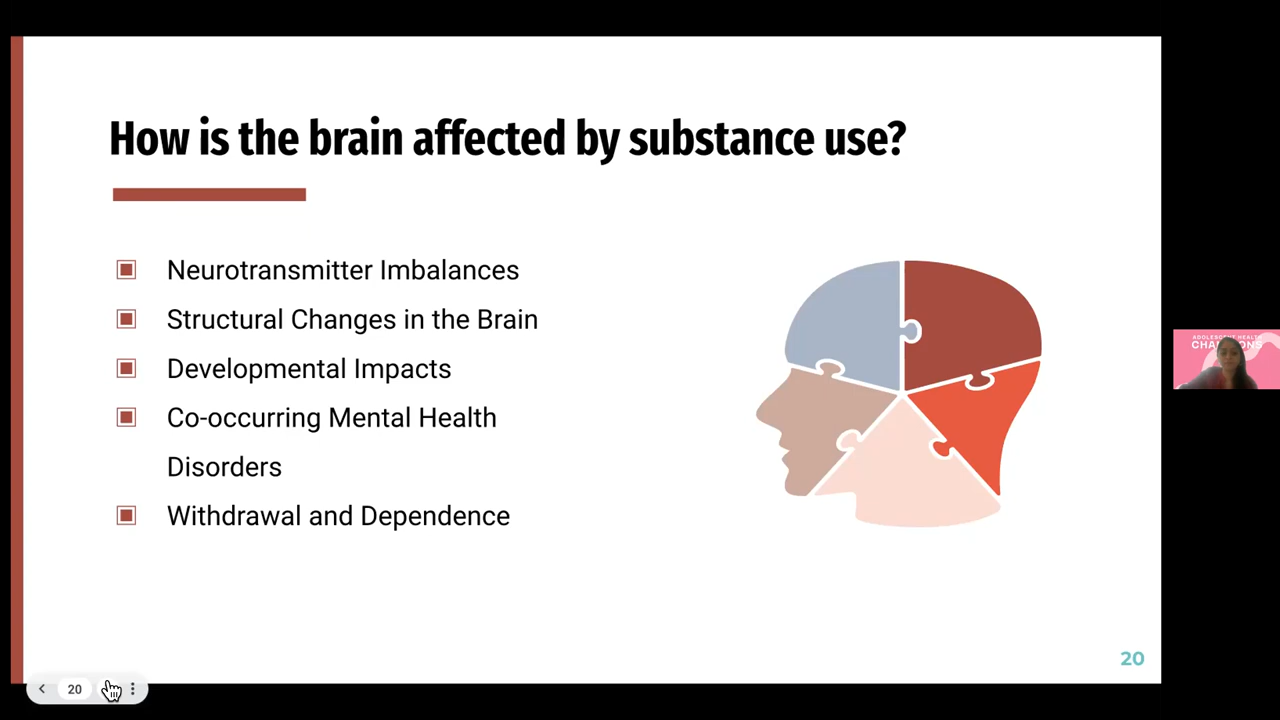 How is the brain affected by substance use?
Neurotransmitter Imbalances
Structural Changes in the Brain
Developmental Impacts
Co-occurring Mental Health
Disorders
Withdrawal and Dependence
20
20